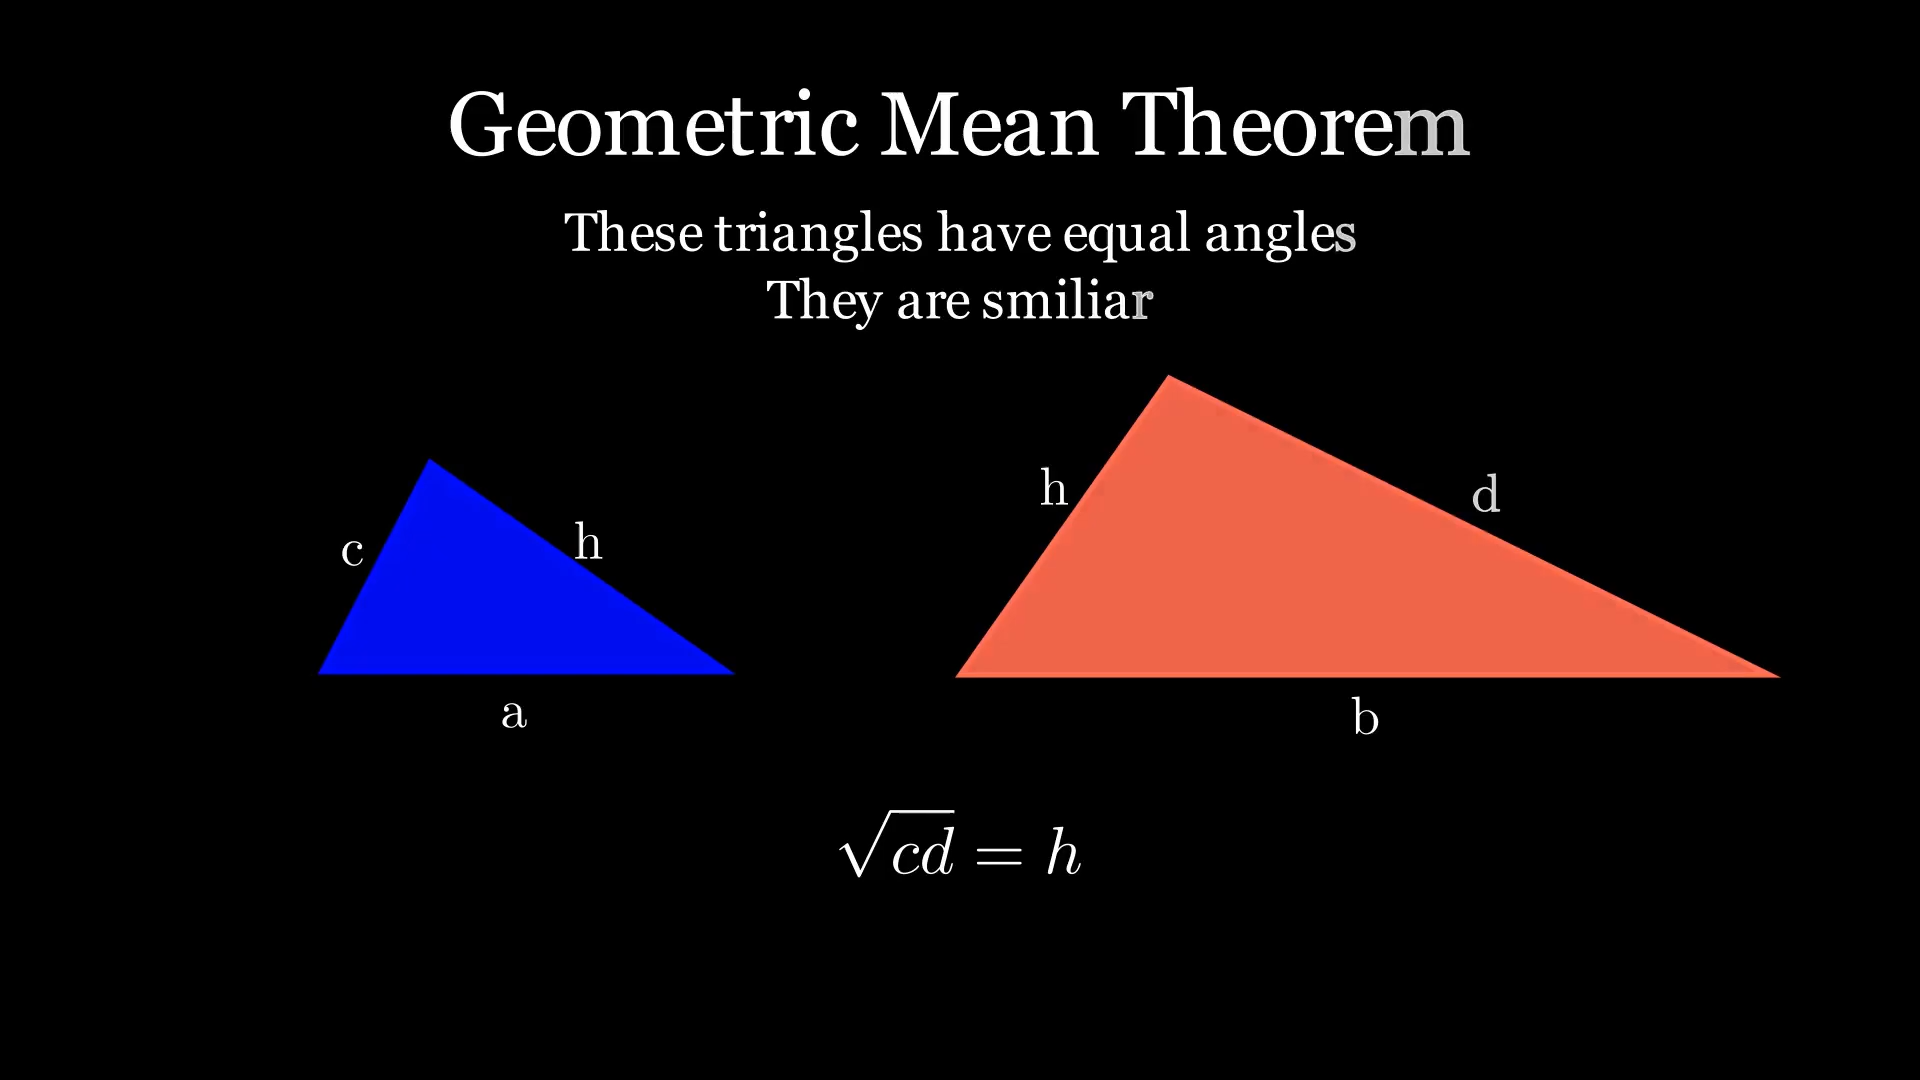 Geometric Mean Theorem
These triangles have equal angles
They are smiliar
h
d
c
h
a
b
√cd = h